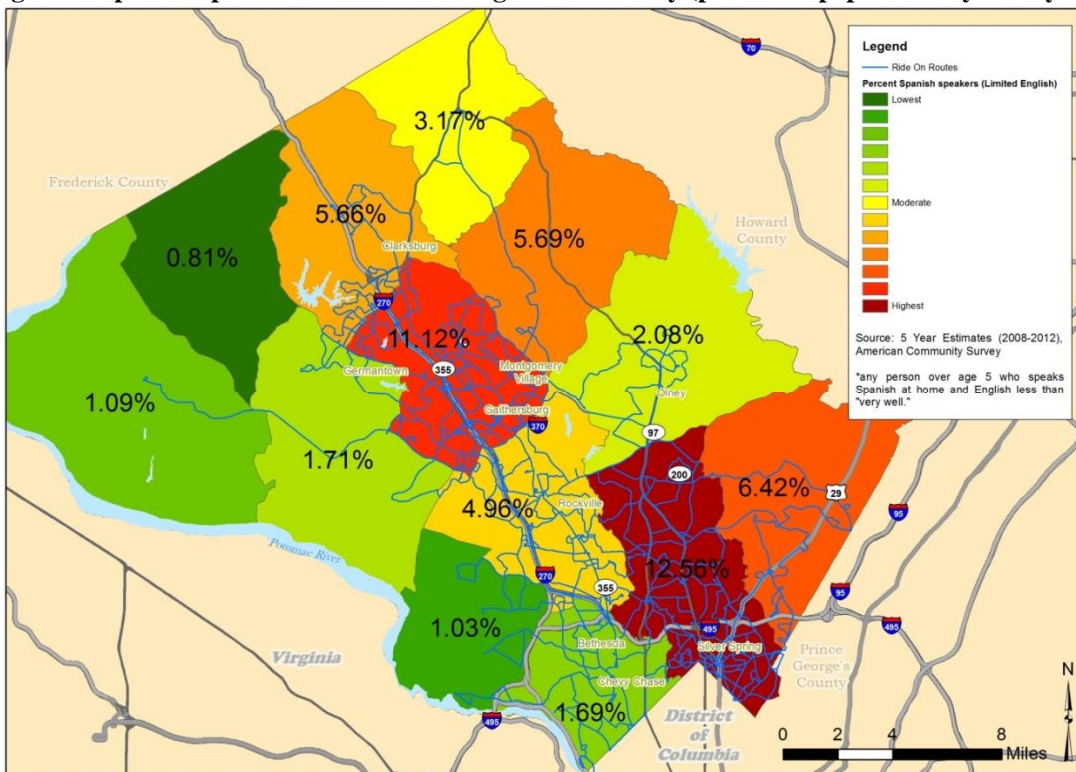 Legend
Ride On Routes
Percent Spanish speakers (Limited English)
Lowest
Moderate
Highest
Source: 5 Year Estimates (2008-2012),
American Community Survey
*any person over age 5 who speaks
Spanish at home and English less than
"very well."
70
3.17%
Frederick County
5.66%
5.69%
Howard
County
0.81%
Clarksburg
270
11.12%
2.08%
355
Montgomery
Village
Germantown
Olney
1.09%
Gaithersburg
370
97
1.71%
200
6.42%
29
4.96%
Rockville
95
Potomac River
12.56%
270
355
95
1.03%
495
495
Bethesda
Silver Spring
Virginia
Prince
George's
County
Chevy Chase
1.69%
495
District
of
Columbia
N
0 2 4 8
Miles